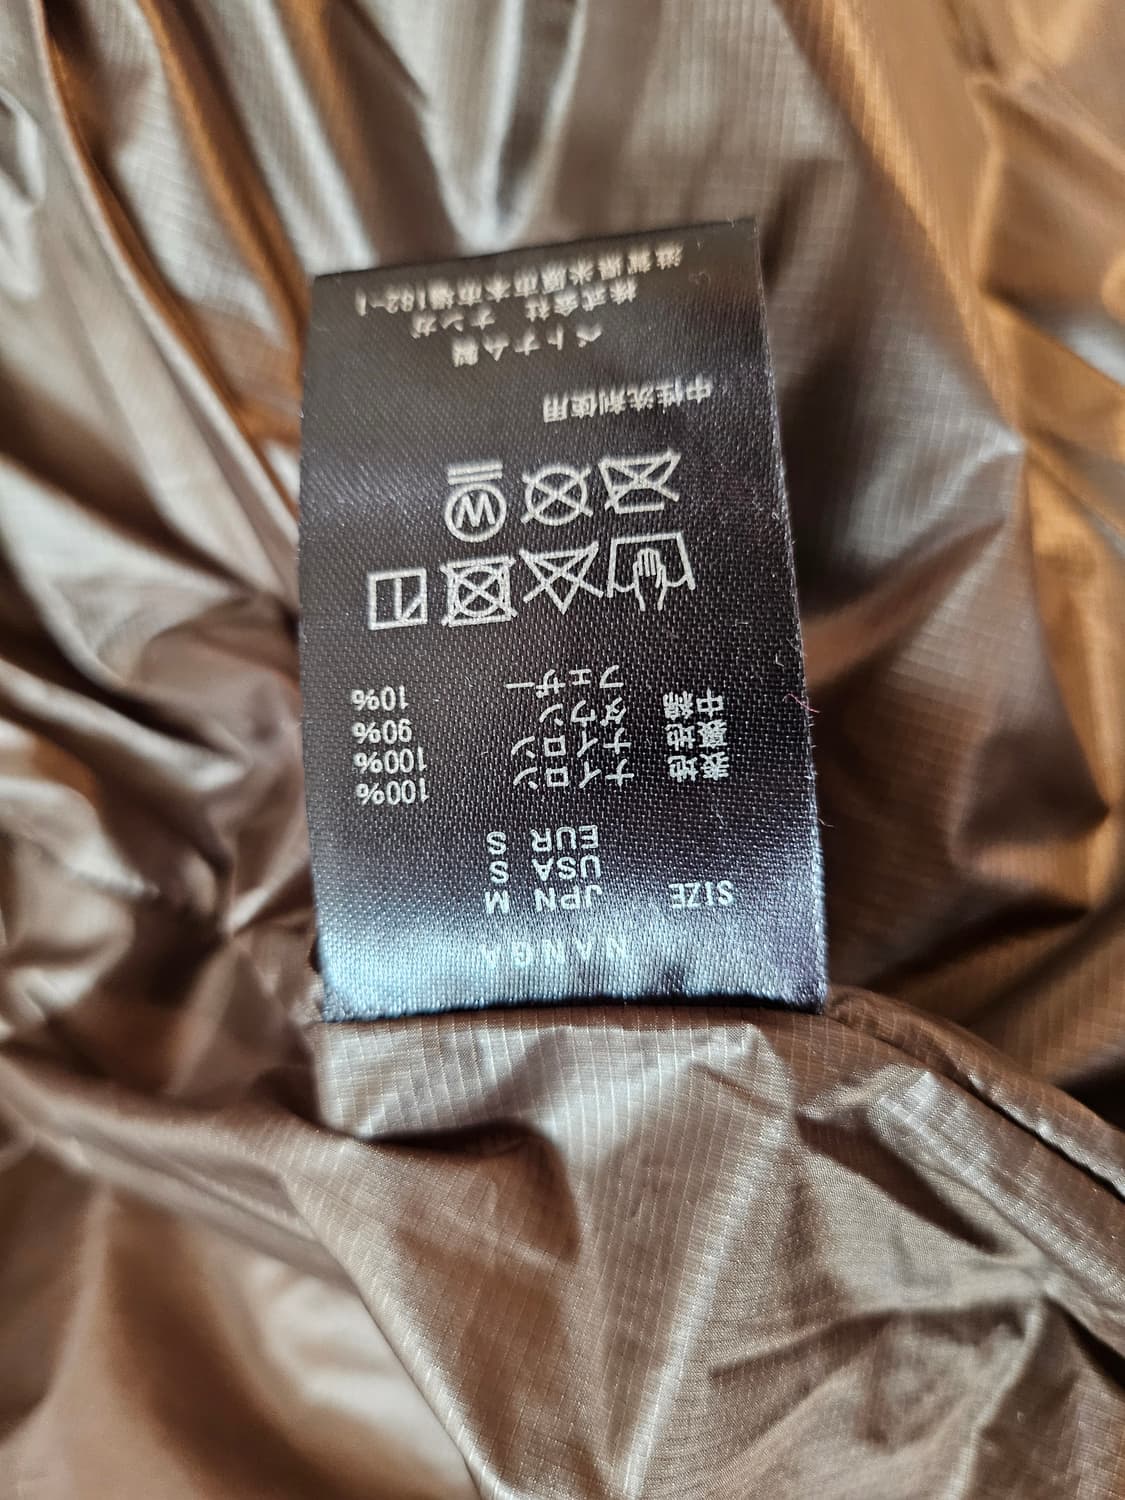 NANGA
SIZE JPN M
USA S
EUR S
表地 ナイロン 100%
裏地 ナイロン 100%
中綿 ダウン 90%
フェザー 10%
W
中性洗剤使用
ベトナム製
株式会社 ナンガ
滋賀県米原市本市場182-1